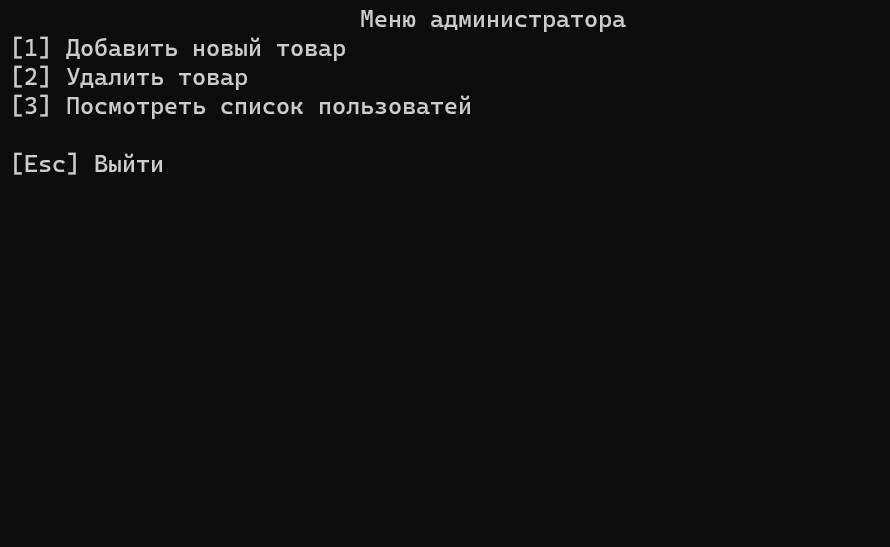 Меню администратора
[1] Добавить новый товар
[2] Удалить товар
[3] Посмотреть список пользоватей
[Esc] Выйти